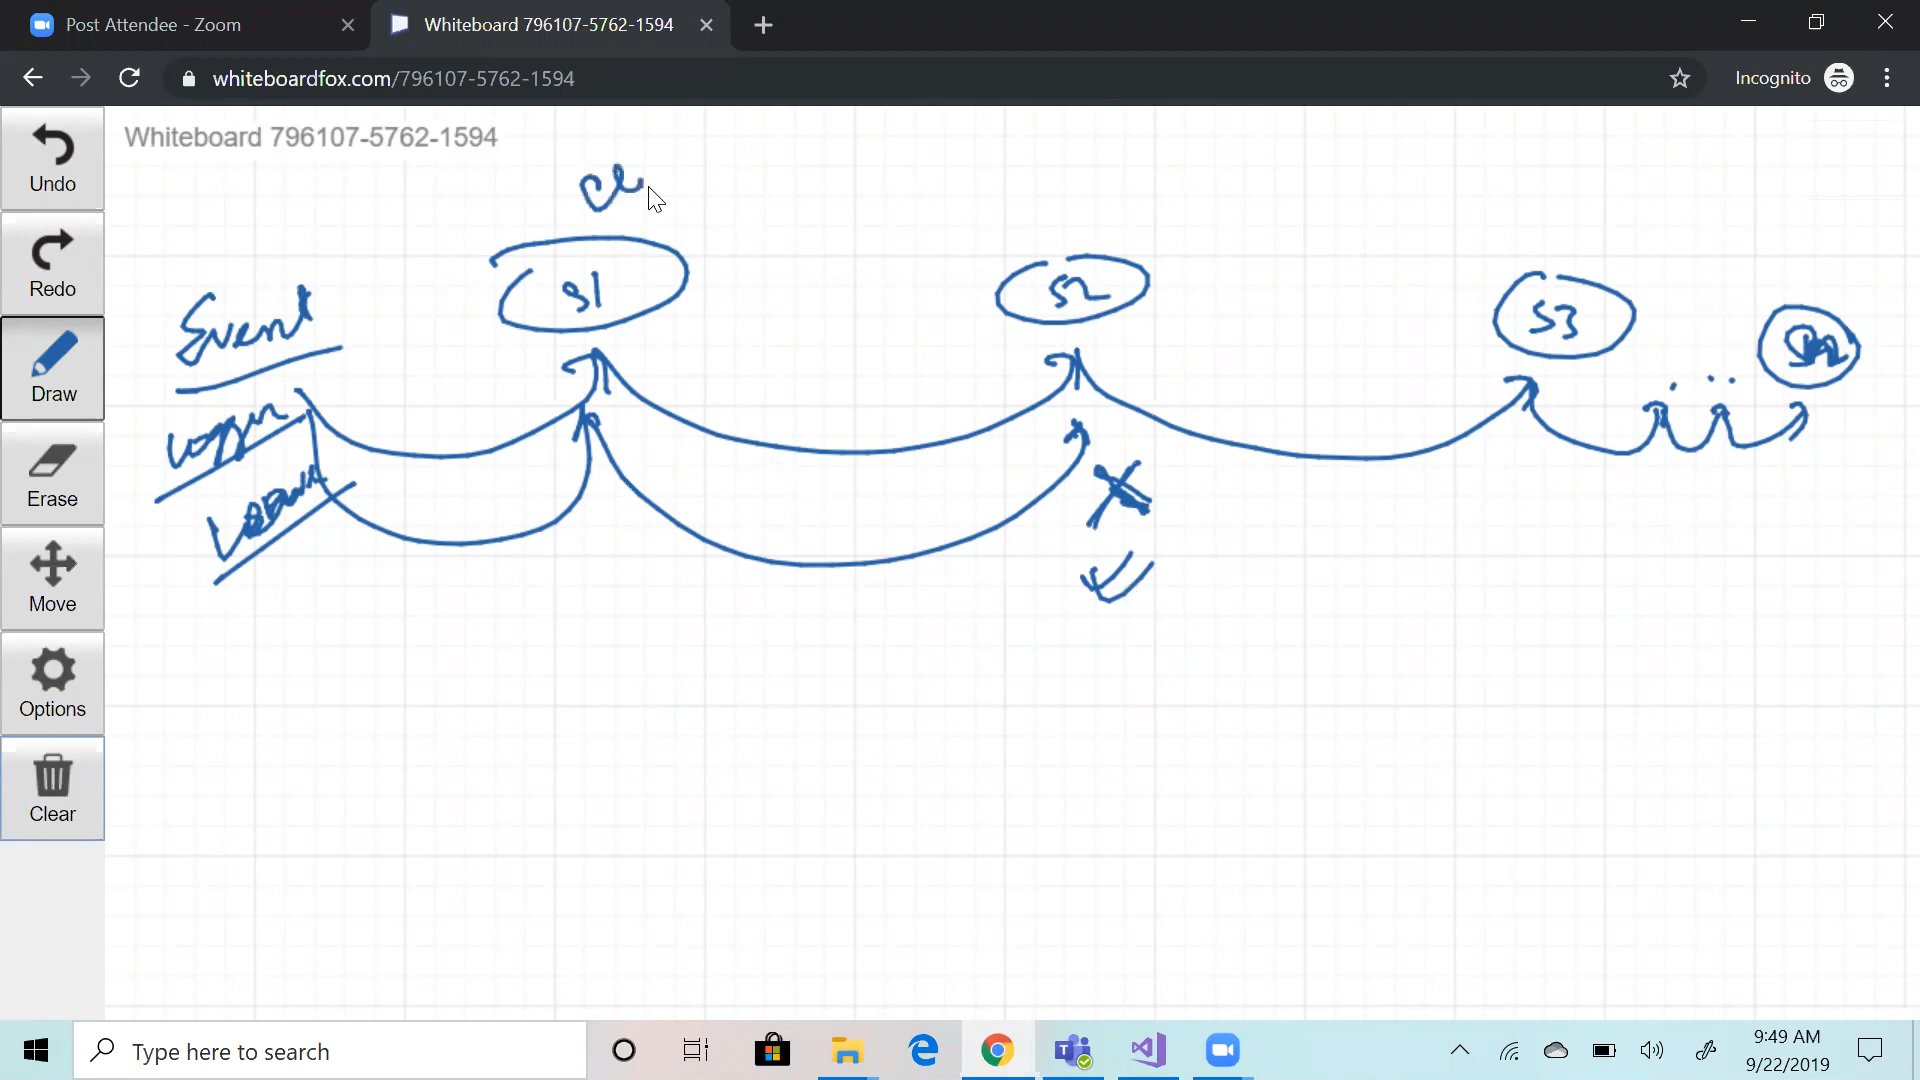 Post Attendee - Zoom
Whiteboard 796107-5762-1594
whiteboardfox.com/796107-5762-1594
Incognito
Undo
Redo
Draw
Erase
Move
Options
Clear
Whiteboard 796107-5762-1594
S1
S2
S3
Event
Type here to search
9:49 AM
9/22/2019